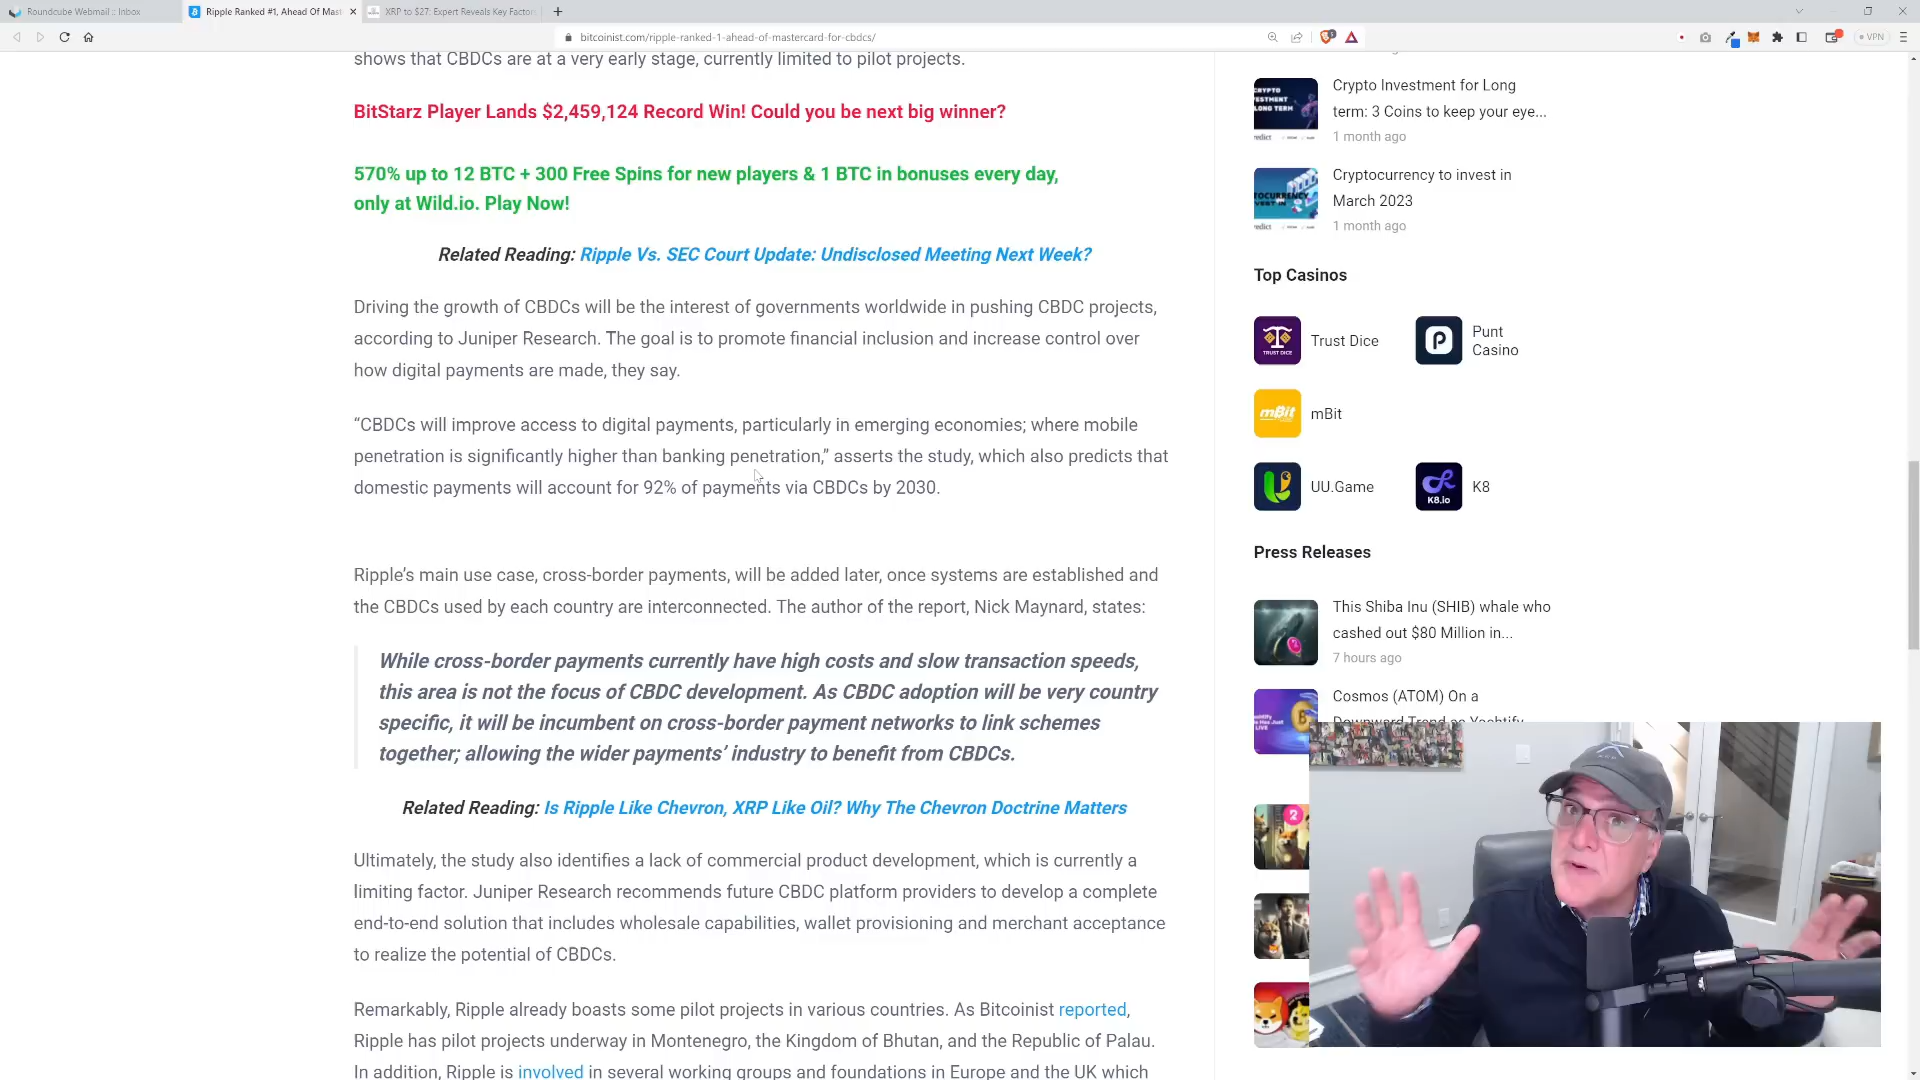 Roundcube Webmail :: Inbox
Ripple Ranked #1, Ahead Of Mast
XRP to $27: Expert Reveals Key Factor
bitcoinist.com/ripple-ranked-1-ahead-of-mastercard-for-cbdcs/
VPN
shows that CBDCs are at a very early stage, currently limited to pilot projects.
BitStarz Player Lands $2,459,124 Record Win! Could you be next big winner?
570% up to 12 BTC + 300 Free Spins for new players & 1 BTC in bonuses every day,
only at Wild.io. Play Now!
Related Reading: Ripple Vs. SEC Court Update: Undisclosed Meeting Next Week?
Driving the growth of CBDCs will be the interest of governments worldwide in pushing CBDC projects,
according to Juniper Research. The goal is to promote financial inclusion and increase control over
how digital payments are made, they say.
“CBDCs will improve access to digital payments, particularly in emerging economies; where mobile
penetration is significantly higher than banking penetration,” asserts the study, which also predicts that
domestic payments will account for 92% of payments via CBDCs by 2030.
Ripple’s main use case, cross-border payments, will be added later, once systems are established and
the CBDCs used by each country are interconnected. The author of the report, Nick Maynard, states:
While cross-border payments currently have high costs and slow transaction speeds,
this area is not the focus of CBDC development. As CBDC adoption will be very country
specific, it will be incumbent on cross-border payment networks to link schemes
together; allowing the wider payments’ industry to benefit from CBDCs.
Related Reading: Is Ripple Like Chevron, XRP Like Oil? Why The Chevron Doctrine Matters
Ultimately, the study also identifies a lack of commercial product development, which is currently a
limiting factor. Juniper Research recommends future CBDC platform providers to develop a complete
end-to-end solution that includes wholesale capabilities, wallet provisioning and merchant acceptance
to realize the potential of CBDCs.
Remarkably, Ripple already boasts some pilot projects in various countries. As Bitcoinist reported,
Ripple has pilot projects underway in Montenegro, the Kingdom of Bhutan, and the Republic of Palau.
In addition, Ripple is involved in several working groups and foundations in Europe and the UK which
Crypto Investment for Long
term: 3 Coins to keep your eye...
1 month ago
Cryptocurrency to invest in
March 2023
1 month ago
Top Casinos
TRUST DICE
Trust Dice
Punt
Casino
mBit
mBit
UU.Game
K8.io
K8
Press Releases
This Shiba Inu (SHIB) whale who
cashed out $80 Million in...
7 hours ago
Cosmos (ATOM) On a
Downward Trend as Yachtify